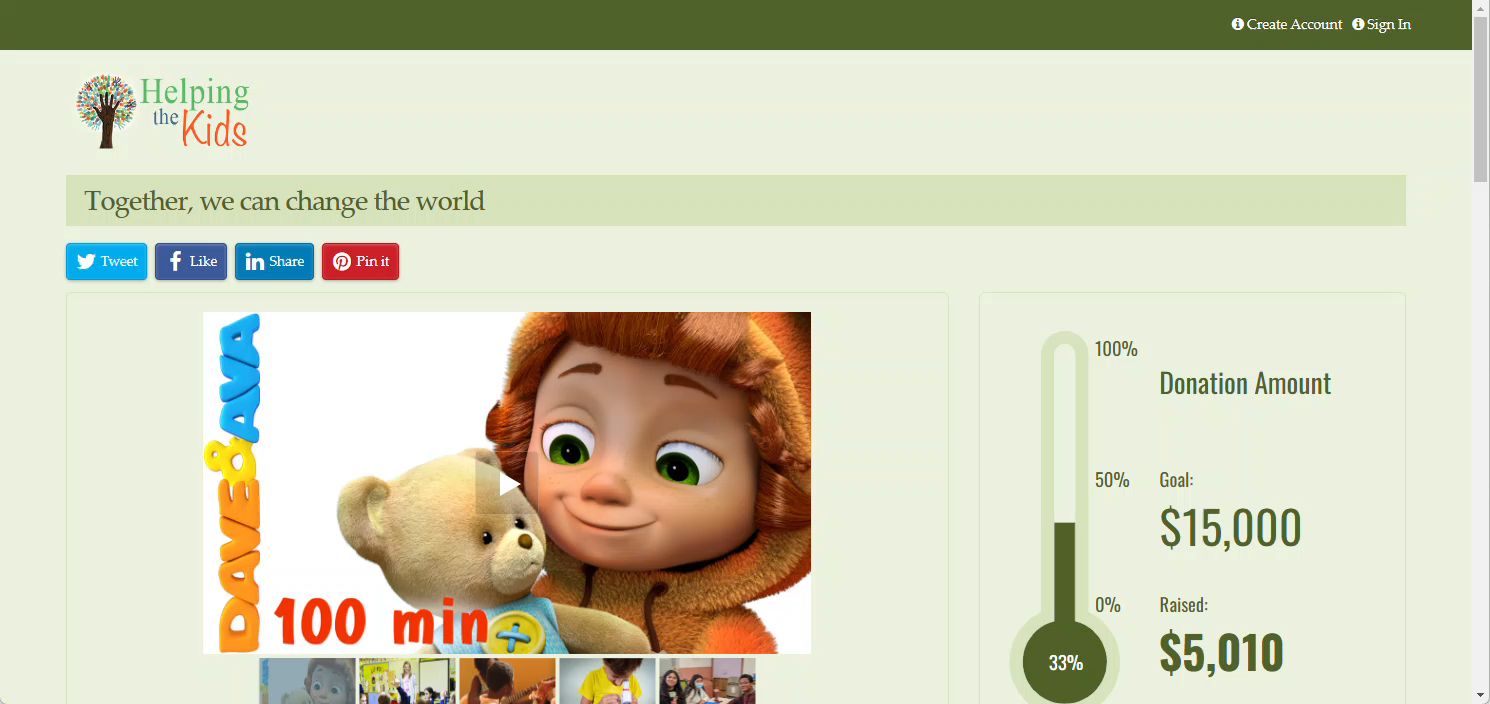 Create Account Sign In
Helping
the Kids
Together, we can change the world
Tweet Like Share Pin it
DAVE&AVA
100 min
100%
Donation Amount
50%
Goal:
$15,000
0%
Raised:
$5,010
33%